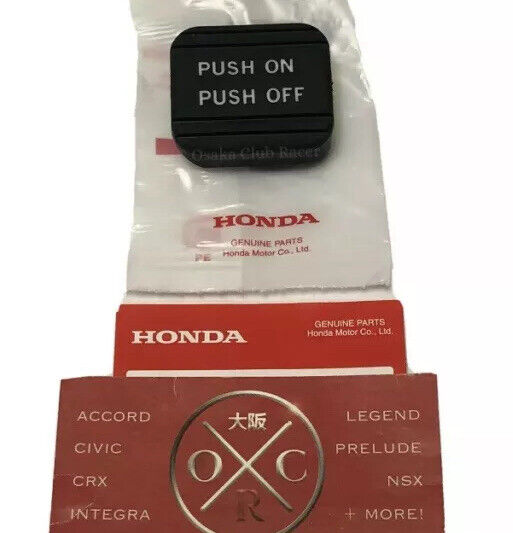 PUSH ON
PUSH OFF
Osaka Club Racer
HONDA
GENUINE PARTS
Honda Motor Co., Ltd.
PE
HONDA
GENUINE PARTS
Honda Motor Co., Ltd.
ACCORD
CIVIC
CRX
INTEGRA
大阪
O C
R
LEGEND
PRELUDE
NSX
+ MORE!